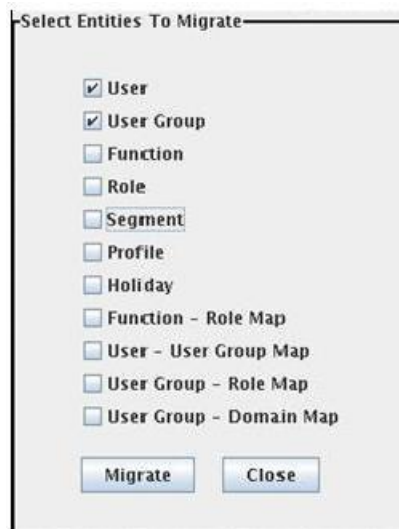 Select Entities To Migrate
User
User Group
Function
Role
Segment
Profile
Holiday
Function - Role Map
User - User Group Map
User Group - Role Map
User Group - Domain Map
Migrate Close